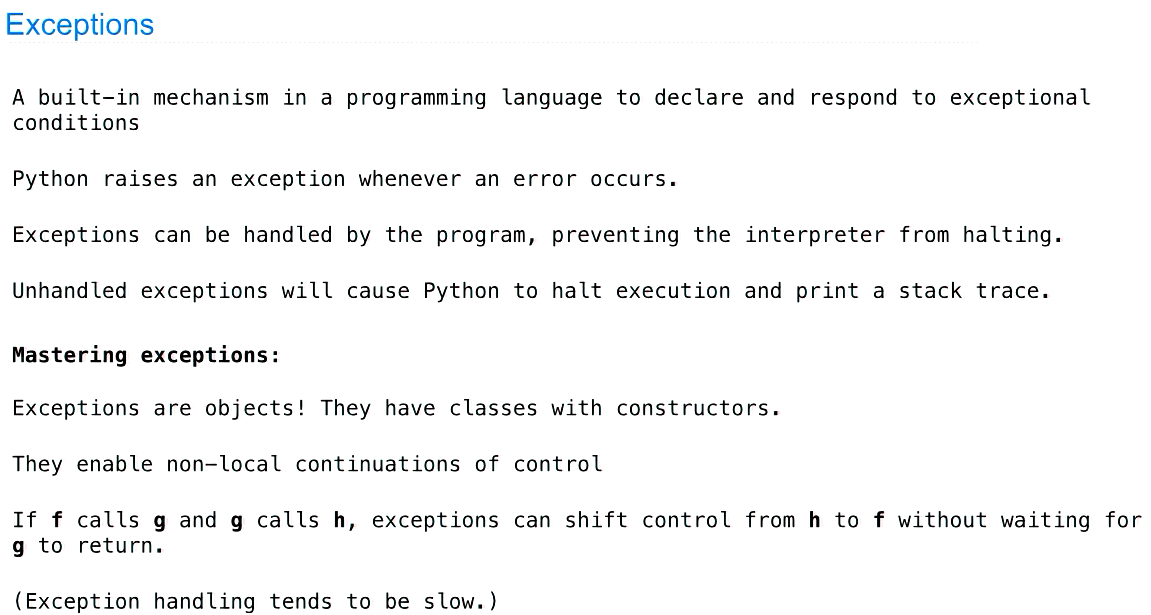 Exceptions
A built-in mechanism in a programming language to declare and respond to exceptional
conditions
Python raises an exception whenever an error occurs.
Exceptions can be handled by the program, preventing the interpreter from halting.
Unhandled exceptions will cause Python to halt execution and print a stack trace.
Mastering exceptions:
Exceptions are objects! They have classes with constructors.
They enable non-local continuations of control
If f calls g and g calls h, exceptions can shift control from h to f without waiting for
g to return.
(Exception handling tends to be slow.)